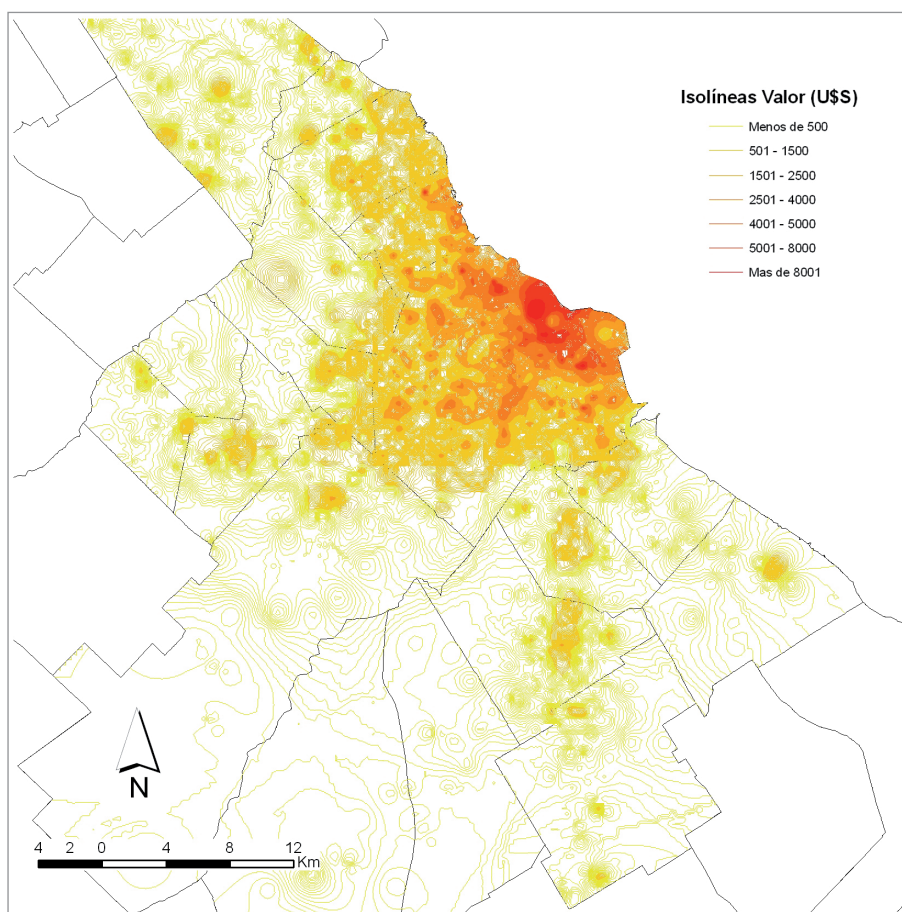 Isolíneas Valor (U$S)
Menos de 500
501 - 1500
1501 - 2500
2501 - 4000
4001 - 5000
5001 - 8000
Mas de 8001
N
4 2 0 4 8 12
Km